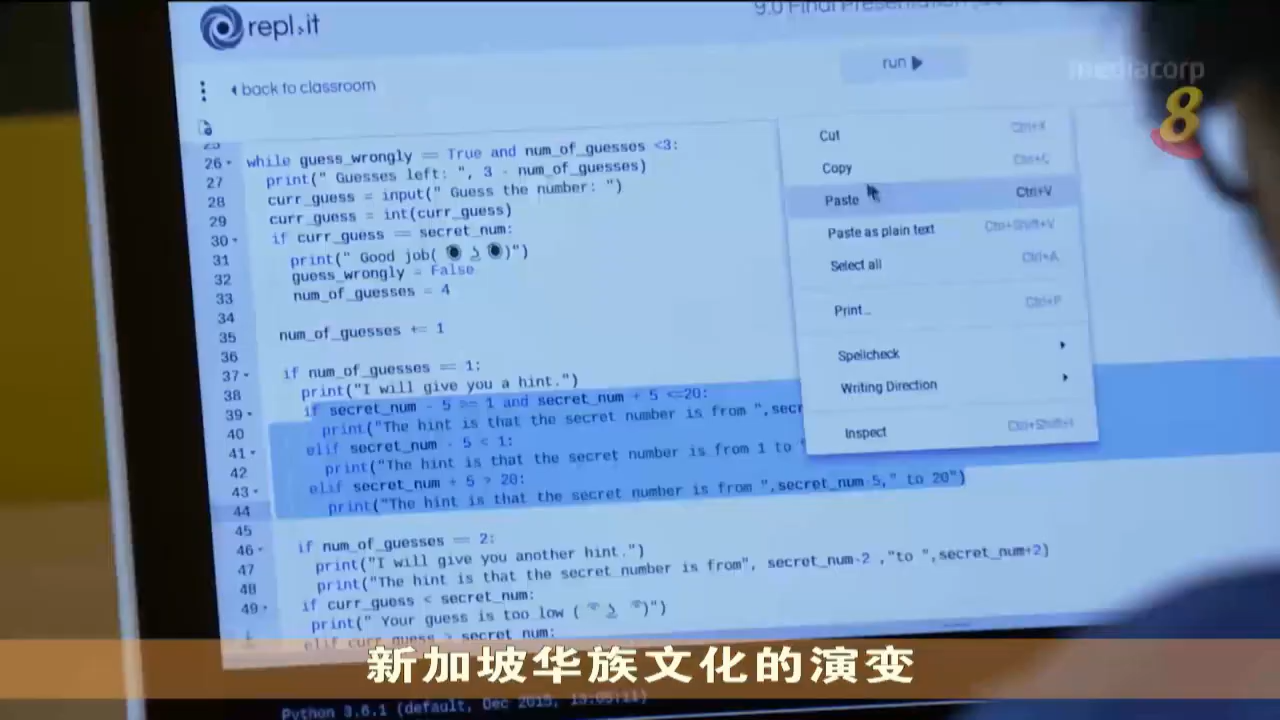 repl.it
9.0 Final Presentation
mediacorp
8
run
back to classroom
25
26 while guess_wrongly == True and num_of_guesses <3:
27 print(" Guesses left: ", 3 - num_of_guesses)
28 curr_guess = input(" Guess the number: ")
29 curr_guess = int(curr_guess)
30 if curr_guess == secret_num:
31 print(" Good job( ͡◉ ͜ʖ ͡◉)")
32 guess_wrongly = False
33 num_of_guesses = 4
34
35 num_of_guesses += 1
36
37 if num_of_guesses == 1:
38 print("I will give you a hint.")
39 if secret_num - 5 >= 1 and secret_num + 5 <=20:
40 print("The hint is that the secret number is from ",secr
41 elif secret_num - 5 < 1:
42 print("The hint is that the secret number is from 1 to "
43 elif secret_num + 5 > 20:
44 print("The hint is that the secret number is from ",secret_num-5," to 20")
45
46 if num_of_guesses == 2:
47 print("I will give you another hint.")
48 print("The hint is that the secret number is from", secret_num-2 ,"to ",secret_num+2)
49 if curr_guess < secret_num:
print(" Your guess is too low ( ͡° ͜ʖ ͡°)")
elif curr_guess > secret_num:
Cut Ctrl+X
Copy Ctrl+C
Paste Ctrl+V
Paste as plain text Ctrl+Shift+V
Select all Ctrl+A
Print... Ctrl+P
Spellcheck
Writing Direction
Inspect Ctrl+Shift+I
新加坡华族文化的演变
Python 3.6.1 (default, Dec 2015, 13:05:11)